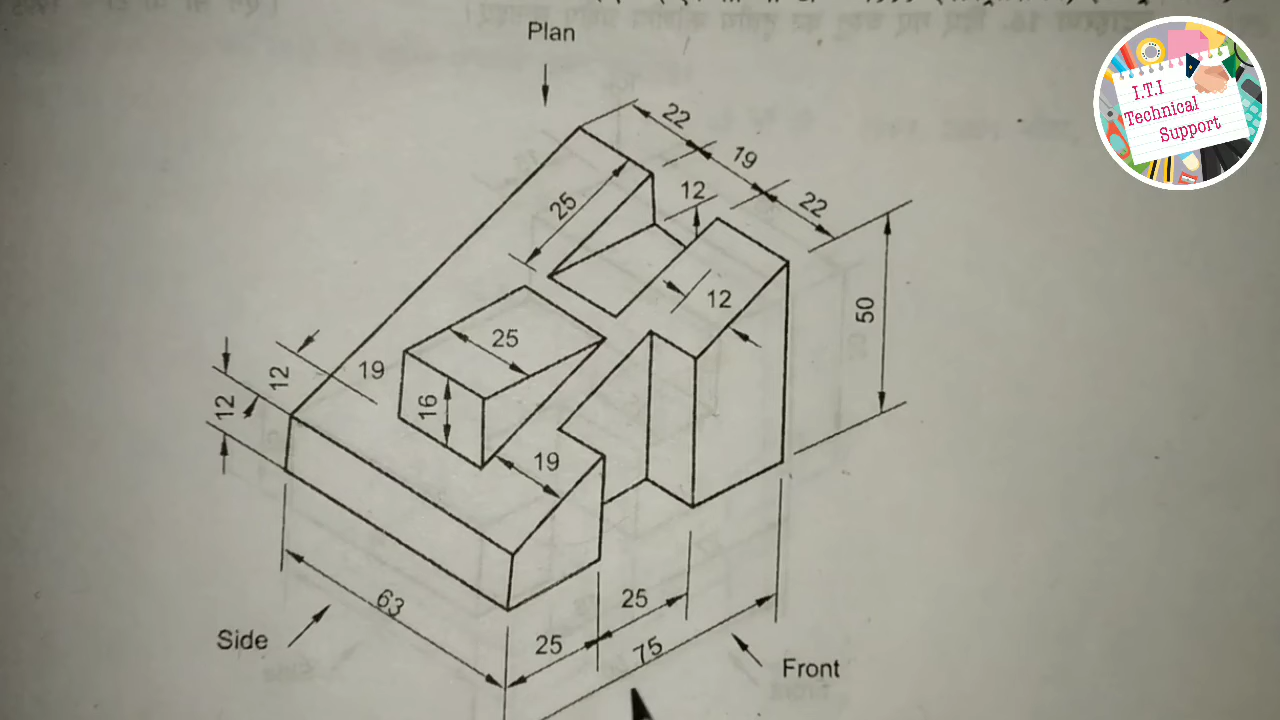 Plan
I.T.I
Technical
Support
22
19
22
12
25
12
50
25
19
12
12
16
19
63
25
25
75
Side
Front